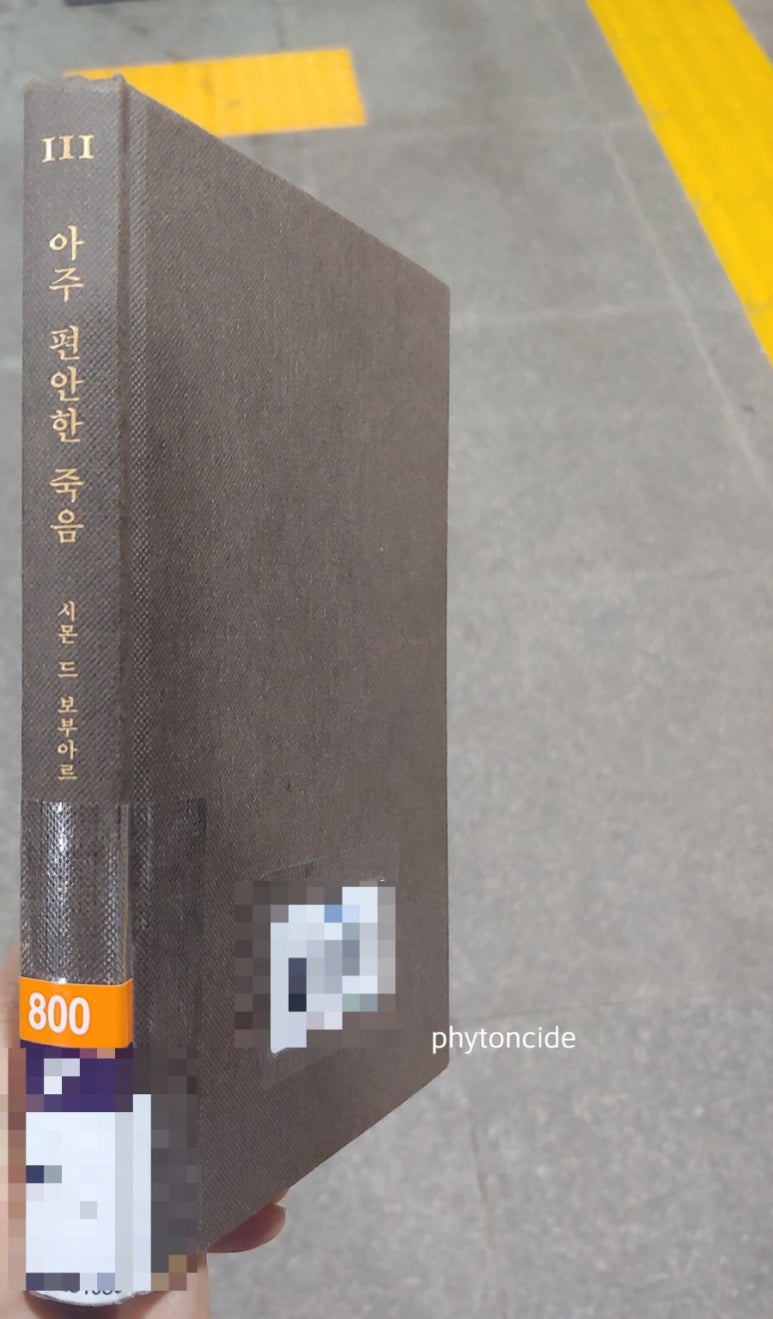 III
아주 편안한 죽음
시몬 드 보부아르
800
phytoncide